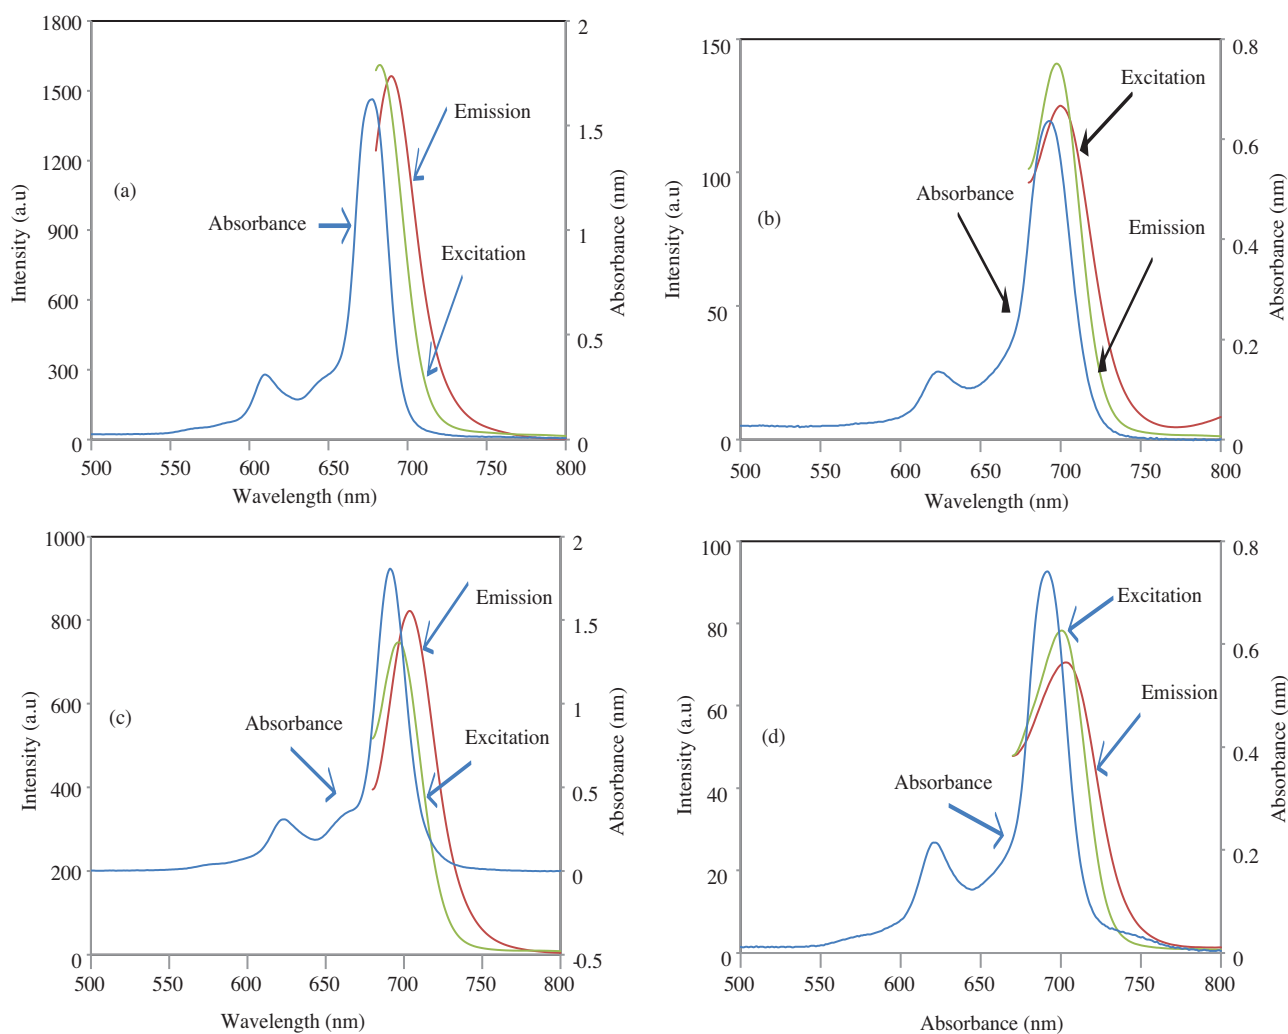 1800
1500
1200
900
600
300
0
Intensity (a.u)
2
1.5
1
0.5
0
Absorbance (nm)
(a)
Emission
Absorbance
Excitation
500 550 600 650 700 750 800
Wavelength (nm)
150
100
50
0
Intensity (a.u)
0.8
0.6
0.4
0.2
0
Absorbance (nm)
(b)
Excitation
Absorbance
Emission
500 550 600 650 700 750 800
Wavelength (nm)
1000
800
600
400
200
0
Intensity (a.u)
2
1.5
1
0.5
0
-0.5
Absorbance (nm)
(c)
Emission
Absorbance
Excitation
500 550 600 650 700 750 800
Wavelength (nm)
100
80
60
40
20
0
Intensity (a.u)
0.8
0.6
0.4
0.2
0
Absorbance (nm)
(d)
Excitation
Emission
Absorbance
500 550 600 650 700 750 800
Absorbance (nm)